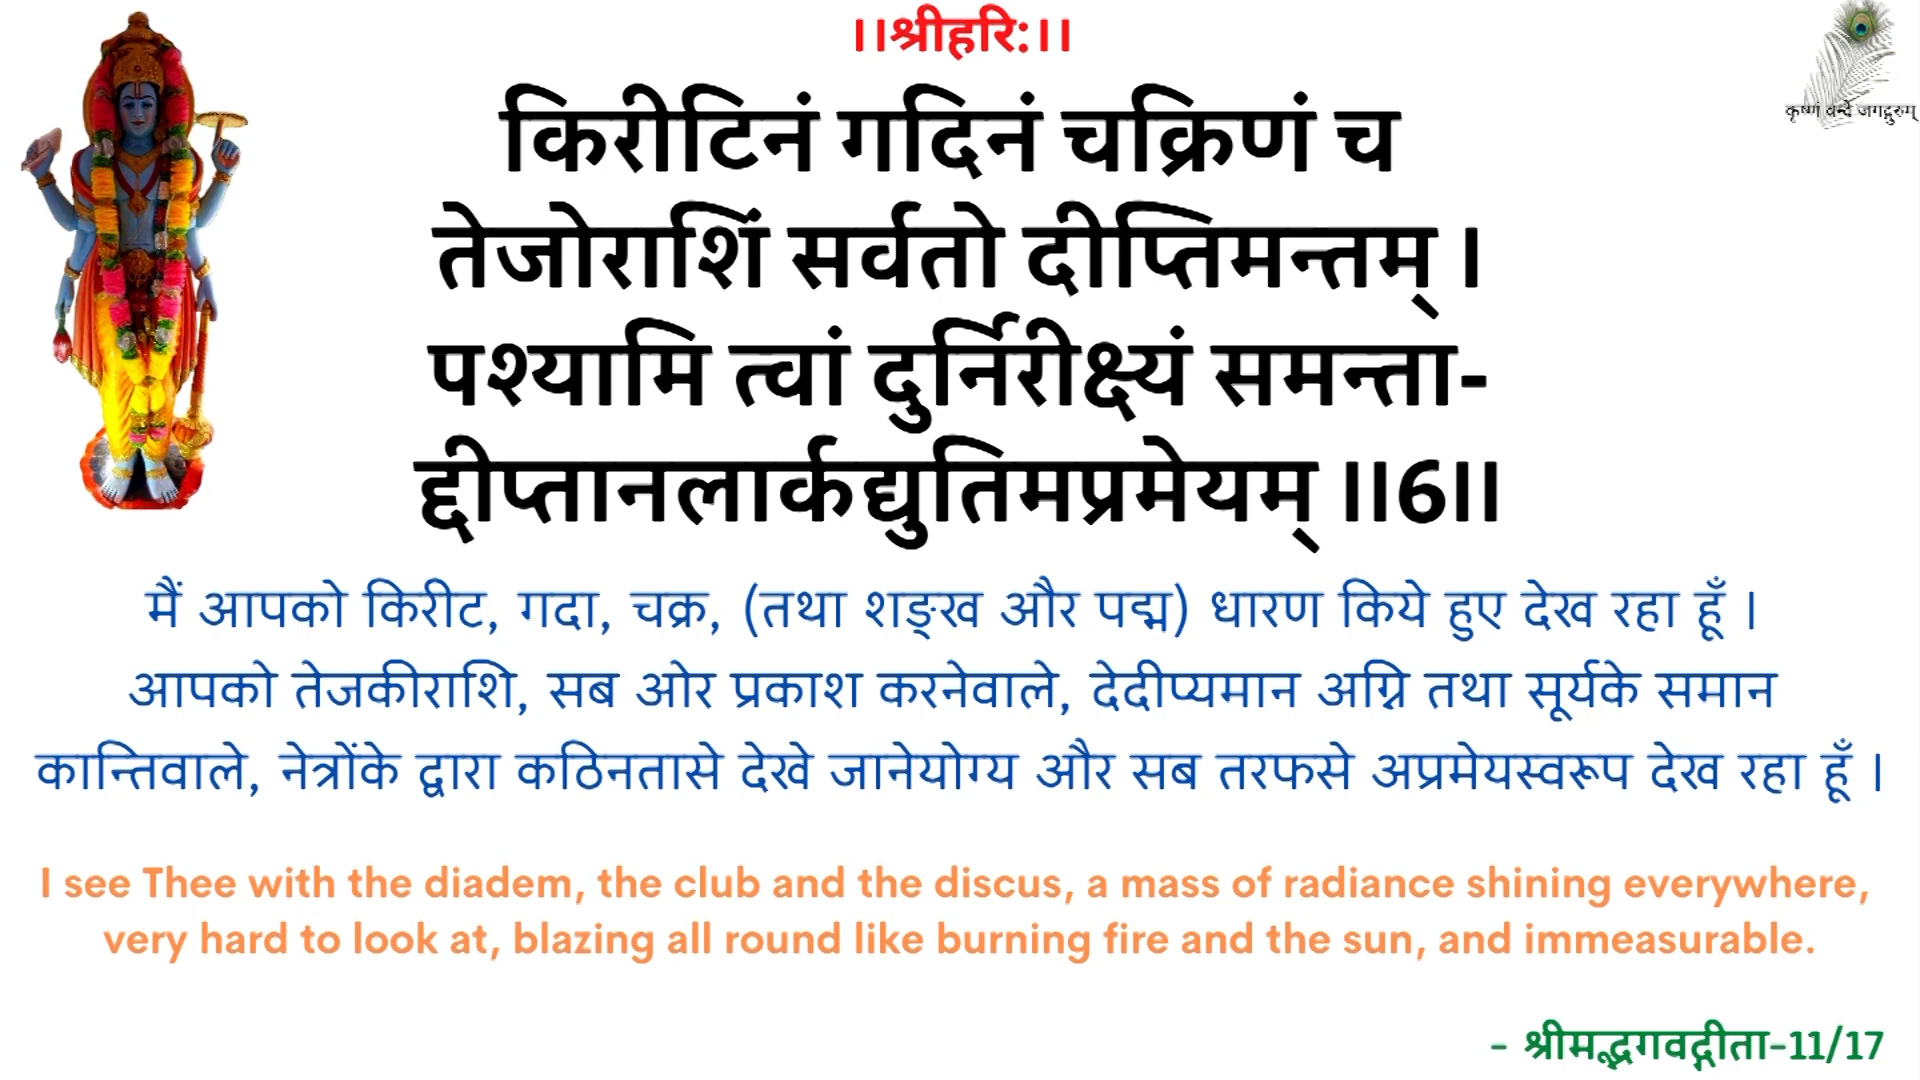 ।।श्रीहरि:।।
कृष्णं वन्दे जगद्गुरुम्
किरीटिनं गदिनं चक्रिणं च
तेजोराशिं सर्वतो दीप्तिमन्तम् ।
पश्यामि त्वां दुर्निरीक्ष्यं समन्ता-
द्दीप्तानलार्कद्युतिमप्रमेयम् ।।6।।
मैं आपको किरीट, गदा, चक्र, (तथा शङ्ख और पद्म) धारण किये हुए देख रहा हूँ ।
आपको तेजकीराशि, सब ओर प्रकाश करनेवाले, देदीप्यमान अग्नि तथा सूर्यके समान
कान्तिवाले, नेत्रोंके द्वारा कठिनतासे देखे जानेयोग्य और सब तरफसे अप्रमेयस्वरूप देख रहा हूँ ।
I see Thee with the diadem, the club and the discus, a mass of radiance shining everywhere,
very hard to look at, blazing all round like burning fire and the sun, and immeasurable.
- श्रीमद्भगवद्गीता-11/17